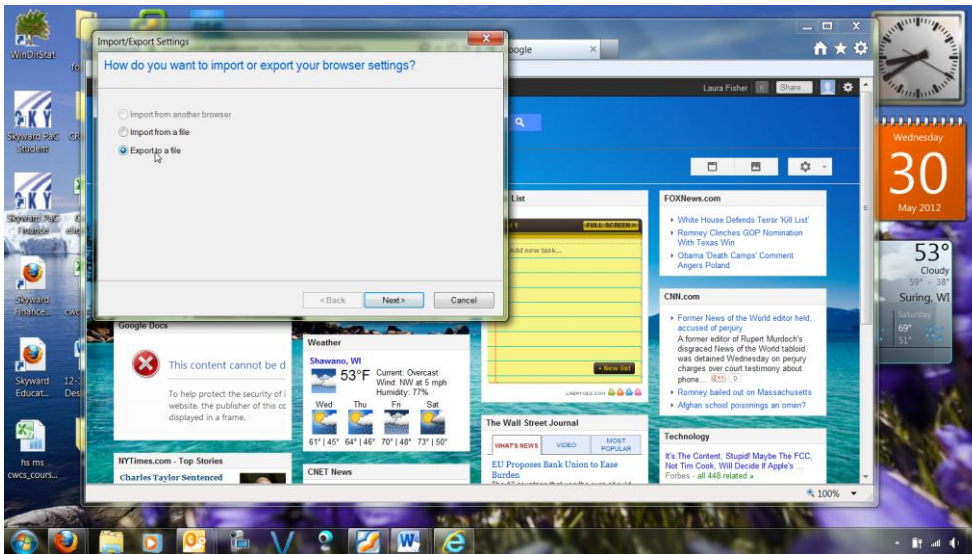 WinDirStat
Skyward PaC
Student
Skyward PaC
Finance
Skyward
Finance...
Skyward
Educat...
12-
Des
hs ms
cwcs_cours...
Import/Export Settings
How do you want to import or export your browser settings?
Import from another browser
Import from a file
Export to a file
< Back
Next >
Cancel
oogle
Laura Fisher
Share
List
FULL SCREEN
Add new task...
+ New list
Google Docs
This content cannot be d
To help protect the security of i
website, the publisher of this cc
displayed in a frame.
NYTimes.com - Top Stories
Charles Taylor Sentenced
Weather
Shawano, WI
53°F
Current: Overcast
Wind: NW at 5 mph
Humidity: 77%
Wed Thu Fri Sat
61° | 45° 64° | 46° 70° | 48° 73° | 50°
CNET News
The Wall Street Journal
WHAT'S NEWS
VIDEO
MOST
POPULAR
EU Proposes Bank Union to Ease
Burden
FOXNews.com
White House Defends Terror 'Kill List'
Romney Clinches GOP Nomination
With Texas Win
Obama 'Death Camps' Comment
Angers Poland
CNN.com
Former News of the World editor held,
accused of perjury
A former editor of Rupert Murdoch's
disgraced News of the World tabloid
was detained Wednesday on perjury
charges over court testimony about
phone...
Romney bailed out on Massachusetts
Afghan school poisonings an omen?
Technology
It's The Content, Stupid! Maybe The FCC,
Not Tim Cook, Will Decide If Apple's ...
Forbes - all 448 related »
100%
Wednesday
30
May 2012
53°
Cloudy
59° - 38°
Suring, WI
Saturday
69°
51°